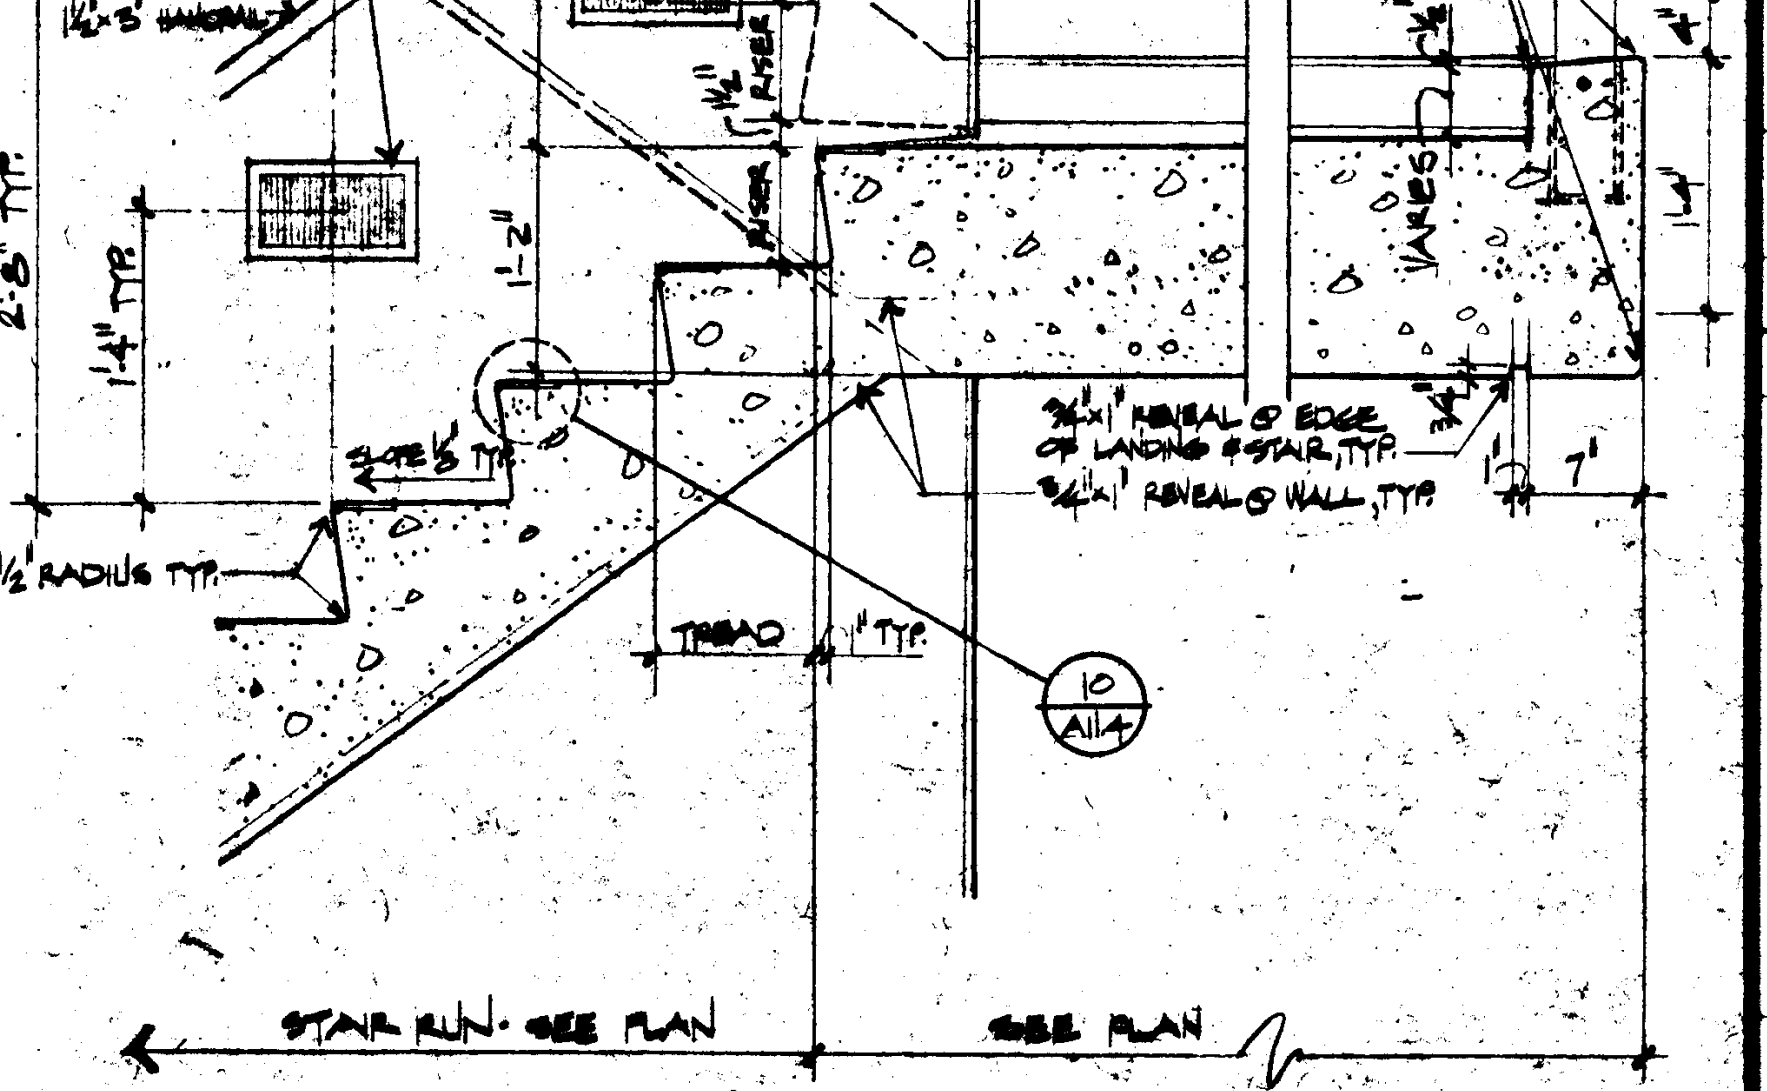 1½"x3" HANDRAIL
2'-8" TYP.
1'-4" TYP.
1'-2"
1½"
RISER
RISER
VARIES
1½"
4"
1'-4"
SLOPE ⅛" TYP.
½" RADIUS TYP.
TREAD
1" TYP.
¾"
¾"x1" REVEAL @ EDGE
OF LANDING & STAIR, TYP.
¾"x1" REVEAL @ WALL, TYP.
1"
7"
10
A114
STAIR RUN - SEE PLAN
SEE PLAN